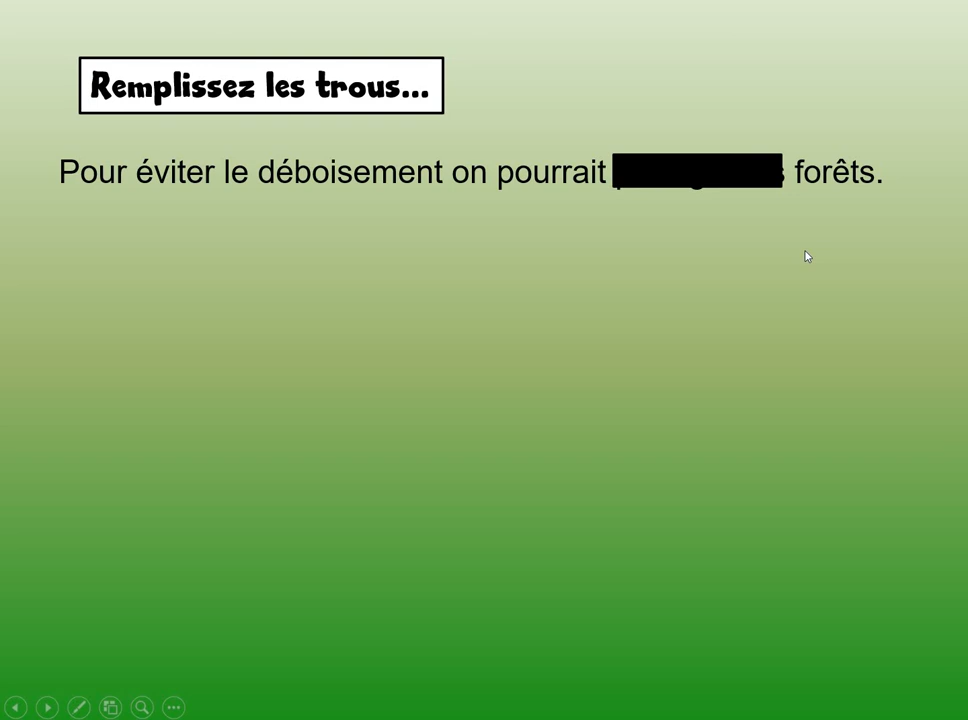 Remplissez les trous...
Pour éviter le déboisement on pourrait forêts.